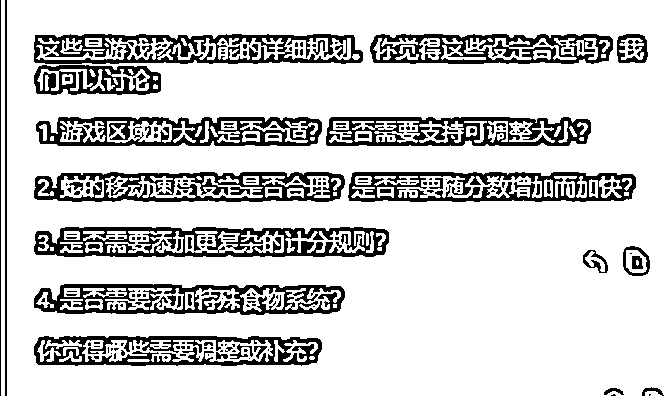 这些是游戏核心功能的详细规划。你觉得这些设定合适吗？我
们可以讨论：
1. 游戏区域的大小是否合适？是否需要支持可调整大小？
2. 蛇的移动速度设定是否合理？是否需要随分数增加而加快？
3. 是否需要添加更复杂的计分规则？
4. 是否需要添加特殊食物系统？
你觉得哪些需要调整或补充？